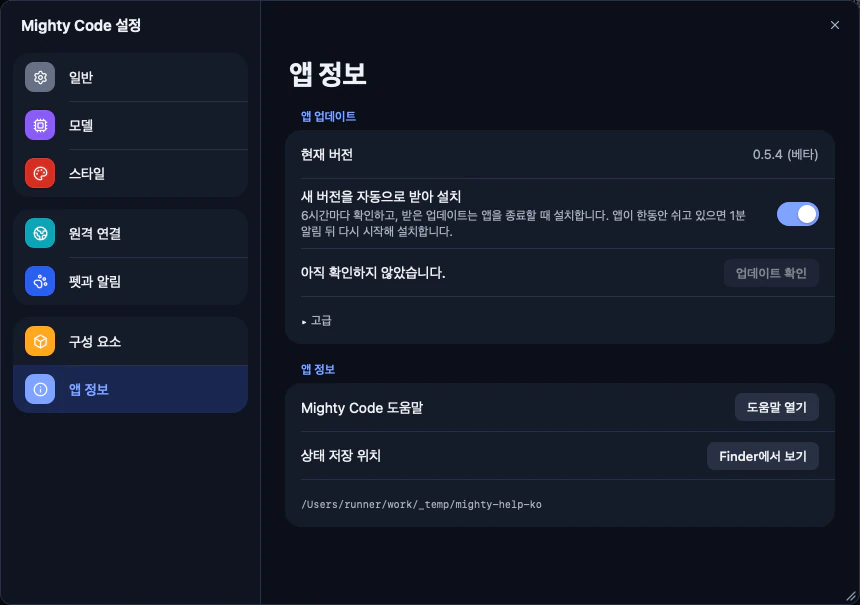 Mighty Code 설정
일반
모델
스타일
원격 연결
펫과 알림
구성 요소
앱 정보
앱 정보
앱 업데이트
현재 버전
0.5.4 (베타)
새 버전을 자동으로 받아 설치
6시간마다 확인하고, 받은 업데이트는 앱을 종료할 때 설치합니다. 앱이 한동안 쉬고 있으면 1분
알림 뒤 다시 시작해 설치합니다.
아직 확인하지 않았습니다.
업데이트 확인
▸ 고급
앱 정보
Mighty Code 도움말
도움말 열기
상태 저장 위치
Finder에서 보기
/Users/runner/work/_temp/mighty-help-ko